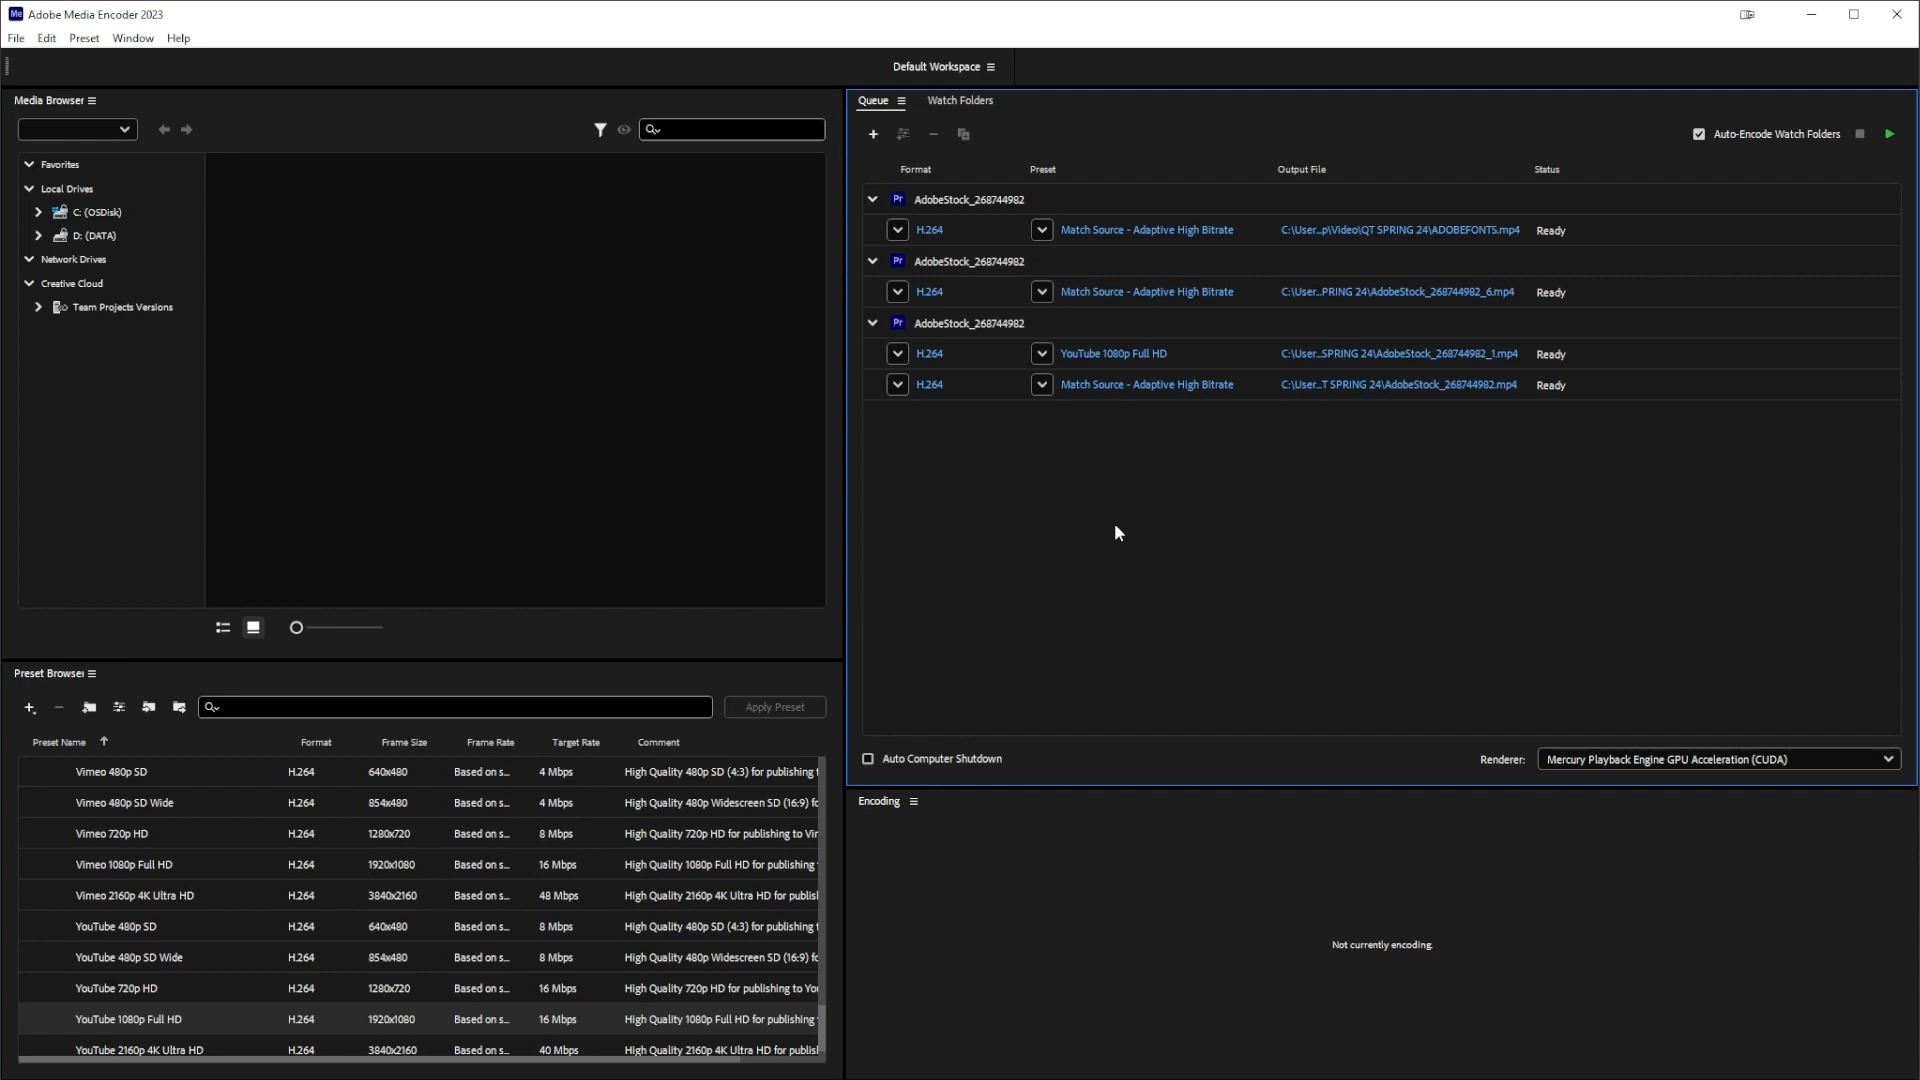 Me Adobe Media Encoder 2023
File Edit Preset Window Help
Default Workspace
Media Browser
Favorites
Local Drives
C: (OSDisk)
D: (DATA)
Network Drives
Creative Cloud
Team Projects Versions
Queue Watch Folders
Auto-Encode Watch Folders
Format Preset Output File Status
Pr AdobeStock_268744982
H.264 Match Source - Adaptive High Bitrate C:\User...p\Video\QT SPRING 24\ADOBEFONTS.mp4 Ready
Pr AdobeStock_268744982
H.264 Match Source - Adaptive High Bitrate C:\User...PRING 24\AdobeStock_268744982_6.mp4 Ready
Pr AdobeStock_268744982
H.264 YouTube 1080p Full HD C:\User...SPRING 24\AdobeStock_268744982_1.mp4 Ready
H.264 Match Source - Adaptive High Bitrate C:\User...T SPRING 24\AdobeStock_268744982.mp4 Ready
Auto Computer Shutdown Renderer: Mercury Playback Engine GPU Acceleration (CUDA)
Preset Browser
Apply Preset
Preset Name Format Frame Size Frame Rate Target Rate Comment
Vimeo 480p SD H.264 640x480 Based on s... 4 Mbps High Quality 480p SD (4:3) for publishing
Vimeo 480p SD Wide H.264 854x480 Based on s... 4 Mbps High Quality 480p Widescreen SD (16:9) fo
Vimeo 720p HD H.264 1280x720 Based on s... 8 Mbps High Quality 720p HD for publishing to Vi
Vimeo 1080p Full HD H.264 1920x1080 Based on s... 16 Mbps High Quality 1080p Full HD for publishing
Vimeo 2160p 4K Ultra HD H.264 3840x2160 Based on s... 48 Mbps High Quality 2160p 4K Ultra HD for publis
YouTube 480p SD H.264 640x480 Based on s... 8 Mbps High Quality 480p SD (4:3) for publishing
YouTube 480p SD Wide H.264 854x480 Based on s... 8 Mbps High Quality 480p Widescreen SD (16:9) fo
YouTube 720p HD H.264 1280x720 Based on s... 16 Mbps High Quality 720p HD for publishing to Yo
YouTube 1080p Full HD H.264 1920x1080 Based on s... 16 Mbps High Quality 1080p Full HD for publishing
YouTube 2160p 4K Ultra HD H.264 3840x2160 Based on s... 40 Mbps High Quality 2160p 4K Ultra HD for publis
Encoding
Not currently encoding.